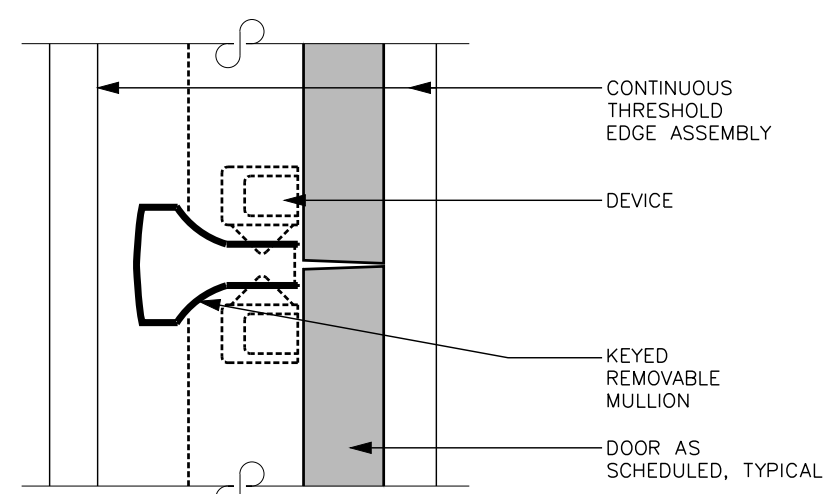 CONTINUOUS
THRESHOLD
EDGE ASSEMBLY
DEVICE
KEYED
REMOVABLE
MULLION
DOOR AS
SCHEDULED, TYPICAL